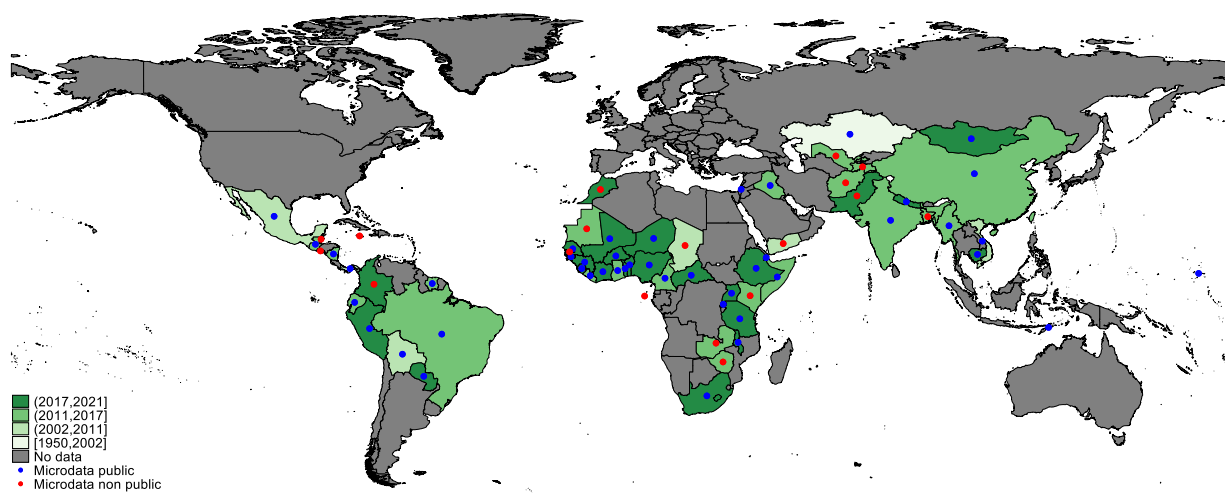 (2017,2021]
(2011,2017]
(2002,2011]
[1950,2002]
No data
Microdata public
Microdata non public